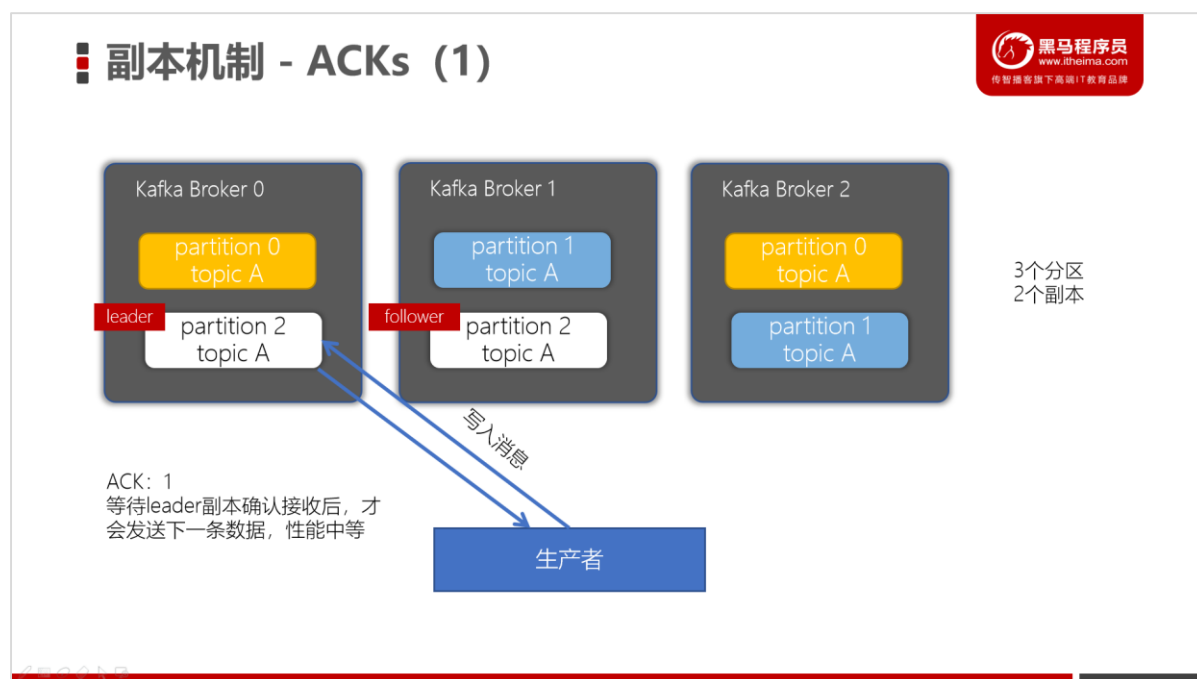 副本机制 - ACKs（1）
黑马程序员
www.itheima.com
传智播客旗下高端IT教育品牌
Kafka Broker 0
Kafka Broker 1
Kafka Broker 2
partition 0
topic A
partition 1
topic A
partition 0
topic A
3个分区
2个副本
leader
partition 2
topic A
follower
partition 2
topic A
partition 1
topic A
写入消息
ACK：1
等待leader副本确认接收后，才
会发送下一条数据，性能中等
生产者